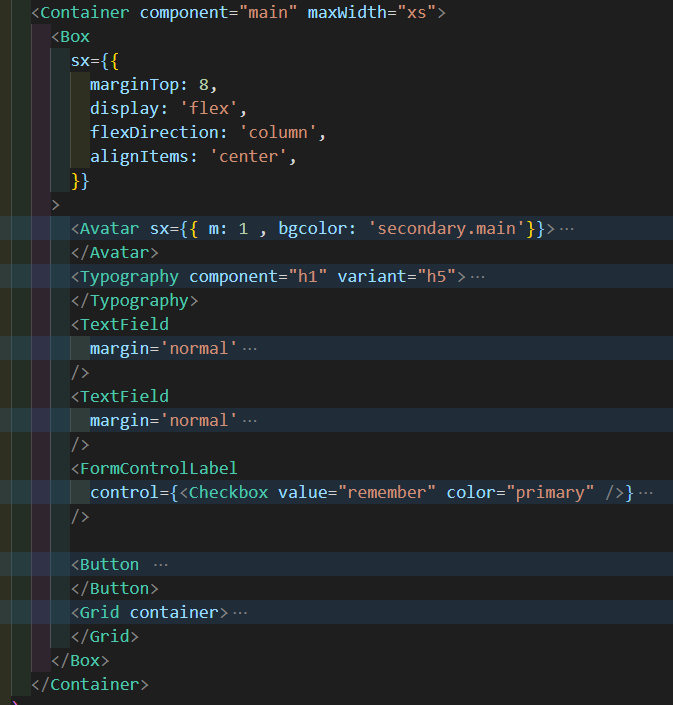 <Container component="main" maxWidth="xs">
<Box
sx={{
marginTop: 8,
display: 'flex',
flexDirection: 'column',
alignItems: 'center',
}}
>
<Avatar sx={{ m: 1 , bgcolor: 'secondary.main'}}>⋯
</Avatar>
<Typography component="h1" variant="h5">⋯
</Typography>
<TextField
margin='normal'⋯
/>
<TextField
margin='normal'⋯
/>
<FormControlLabel
control={<Checkbox value="remember" color="primary" />}⋯
/>
<Button ⋯
</Button>
<Grid container>⋯
</Grid>
</Box>
</Container>